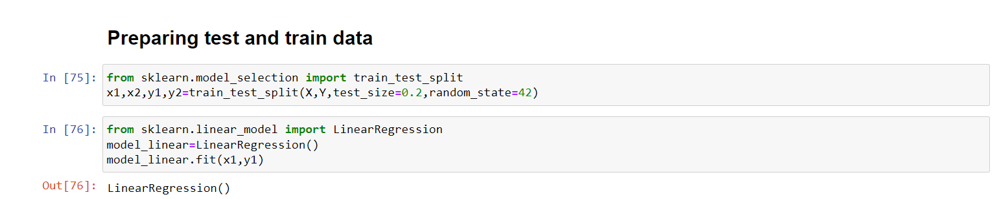 Preparing test and train data
In [75]: from sklearn.model_selection import train_test_split
x1,x2,y1,y2=train_test_split(X,Y,test_size=0.2,random_state=42)
In [76]: from sklearn.linear_model import LinearRegression
model_linear=LinearRegression()
model_linear.fit(x1,y1)
Out[76]: LinearRegression()